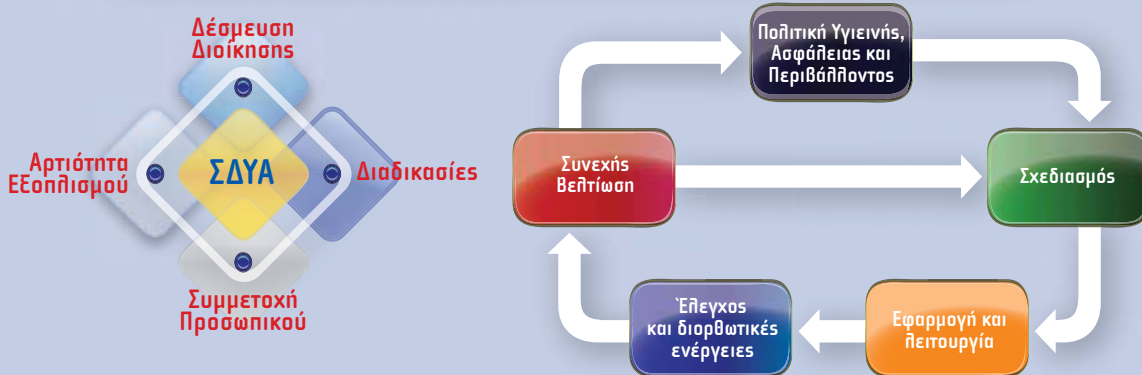 Δέσμευση
Διοίκησης
Αρτιότητα
Εξοπλισμού
ΣΔΥΑ
Διαδικασίες
Συμμετοχή
Προσωπικού
Πολιτική Υγιεινής,
Ασφάλειας και
Περιβάλλοντος
Συνεχής
Βελτίωση
Σχεδιασμός
Έλεγχος
και διορθωτικές
ενέργειες
Εφαρμογή και
λειτουργία